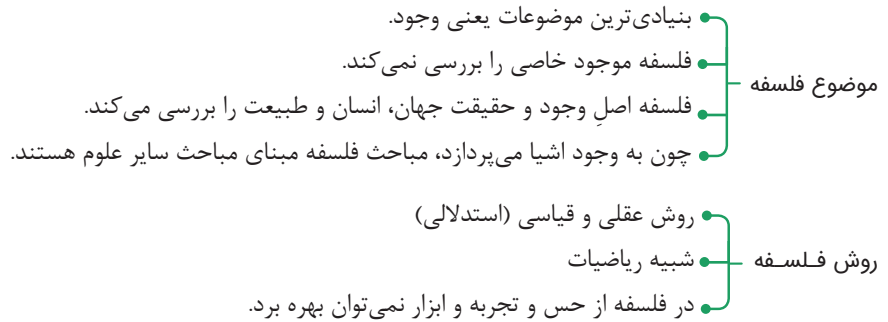 بنیادی‌ترین موضوعات یعنی وجود.
فلسفه موجود خاصی را بررسی نمی‌کند.
موضوع فلسفه
فلسفه اصلِ وجود و حقیقت جهان، انسان و طبیعت را بررسی می‌کند.
چون به وجود اشیا می‌پردازد، مباحث فلسفه مبنای مباحث سایر علوم هستند.
روش عقلی و قیاسی (استدلالی)
روش فـلسـفه
شبیه ریاضیات
در فلسفه از حس و تجربه و ابزار نمی‌توان بهره برد.